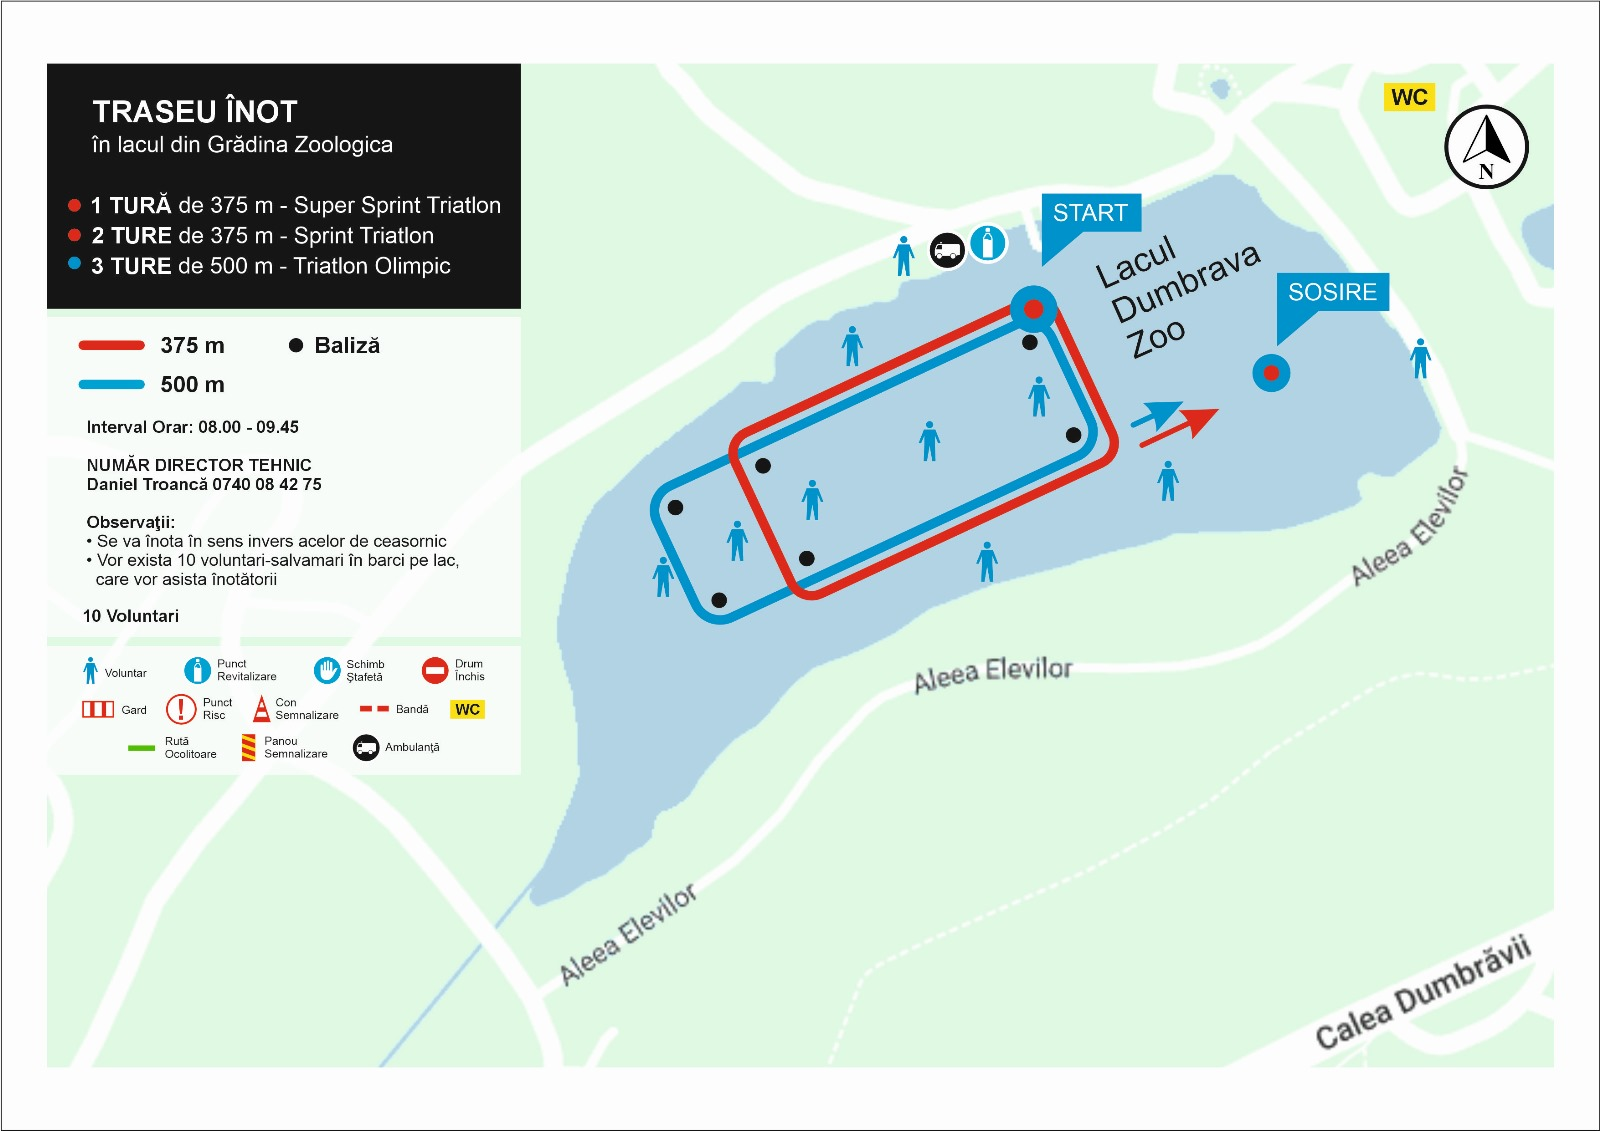 TRASEU ÎNOT
în lacul din Grădina Zoologica
1 TURĂ de 375 m - Super Sprint Triatlon
2 TURE de 375 m - Sprint Triatlon
3 TURE de 500 m - Triatlon Olimpic
375 m
Baliză
500 m
Interval Orar: 08.00 - 09.45
NUMĂR DIRECTOR TEHNIC
Daniel Troancă 0740 08 42 75
Observaţii:
• Se va înota în sens invers acelor de ceasornic
• Vor exista 10 voluntari-salvamari în barci pe lac,
care vor asista înotătorii
10 Voluntari
Voluntar
Punct
Revitalizare
Schimb
Ştafetă
Drum
Închis
Gard
Punct
Risc
Con
Semnalizare
Bandă
WC
Rută
Ocolitoare
Panou
Semnalizare
Ambulanţă
WC
N
START
Lacul
Dumbrava
Zoo
SOSIRE
Aleea Elevilor
Aleea Elevilor
Aleea Elevilor
Calea Dumbrăvii